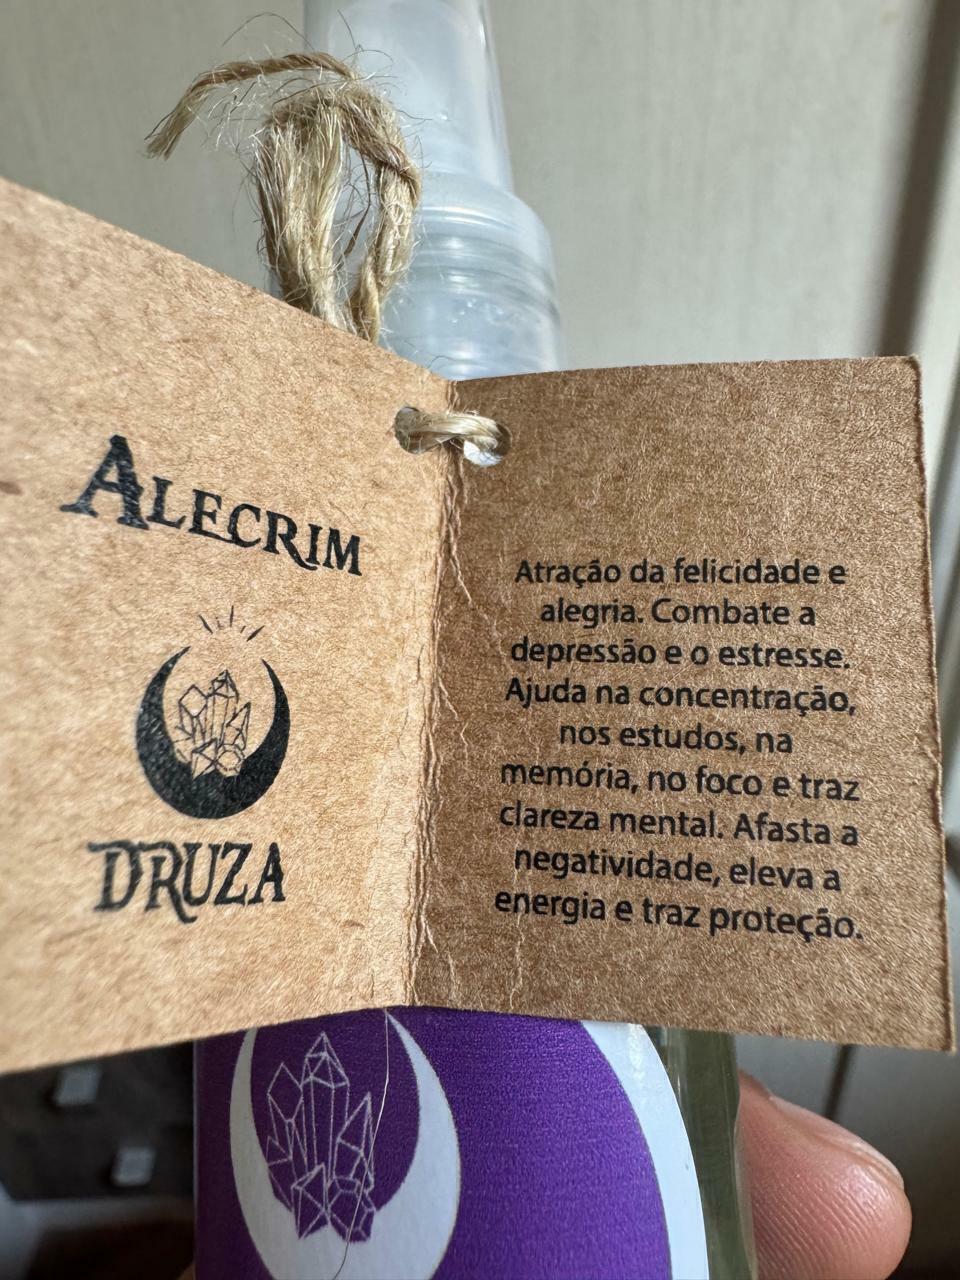 ALECRIM
DRUZA
Atração da felicidade e
alegria. Combate a
depressão e o estresse.
Ajuda na concentração,
nos estudos, na
memória, no foco e traz
clareza mental. Afasta a
negatividade, eleva a
energia e traz proteção.